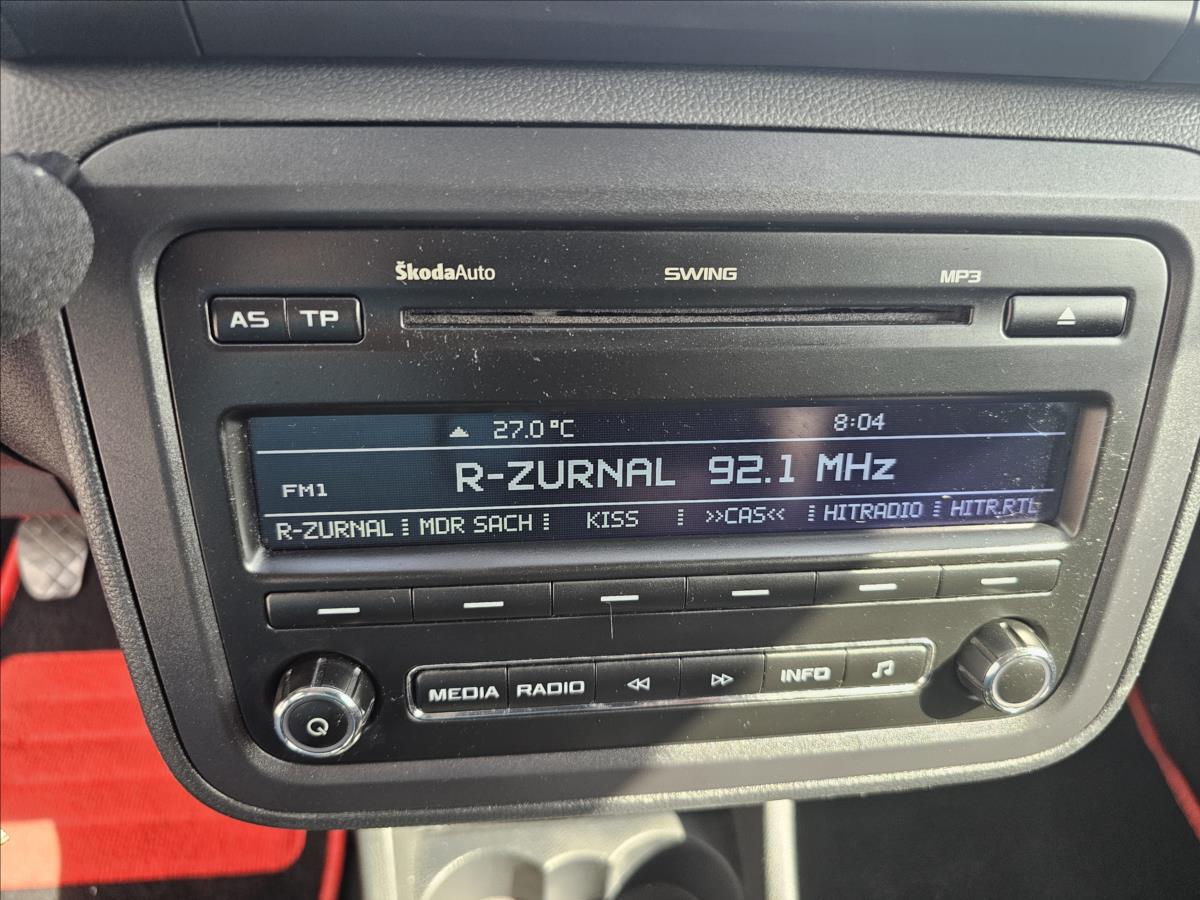 ŠkodaAuto SWING MP3
AS TP
27.0 °C 8:04
R-ZURNAL 92.1 MHz
FM1
R-ZURNAL MDR SACH KISS >>CAS<< HITRADIO HITR.RTL
MEDIA RADIO INFO